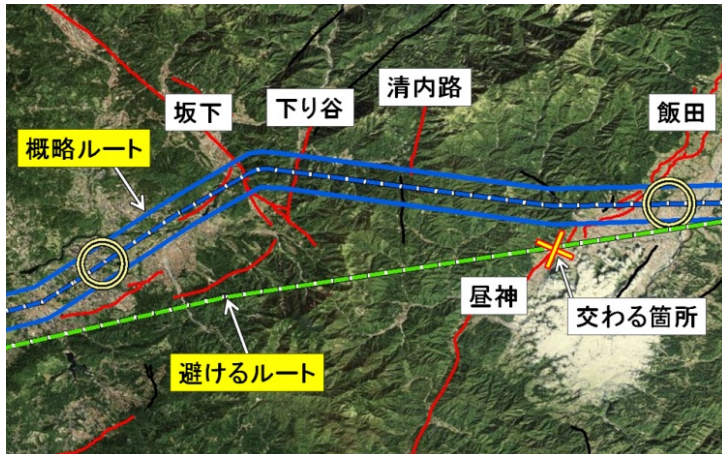 坂下
下り谷
清内路
飯田
概略ルート
昼神
交わる箇所
避けるルート